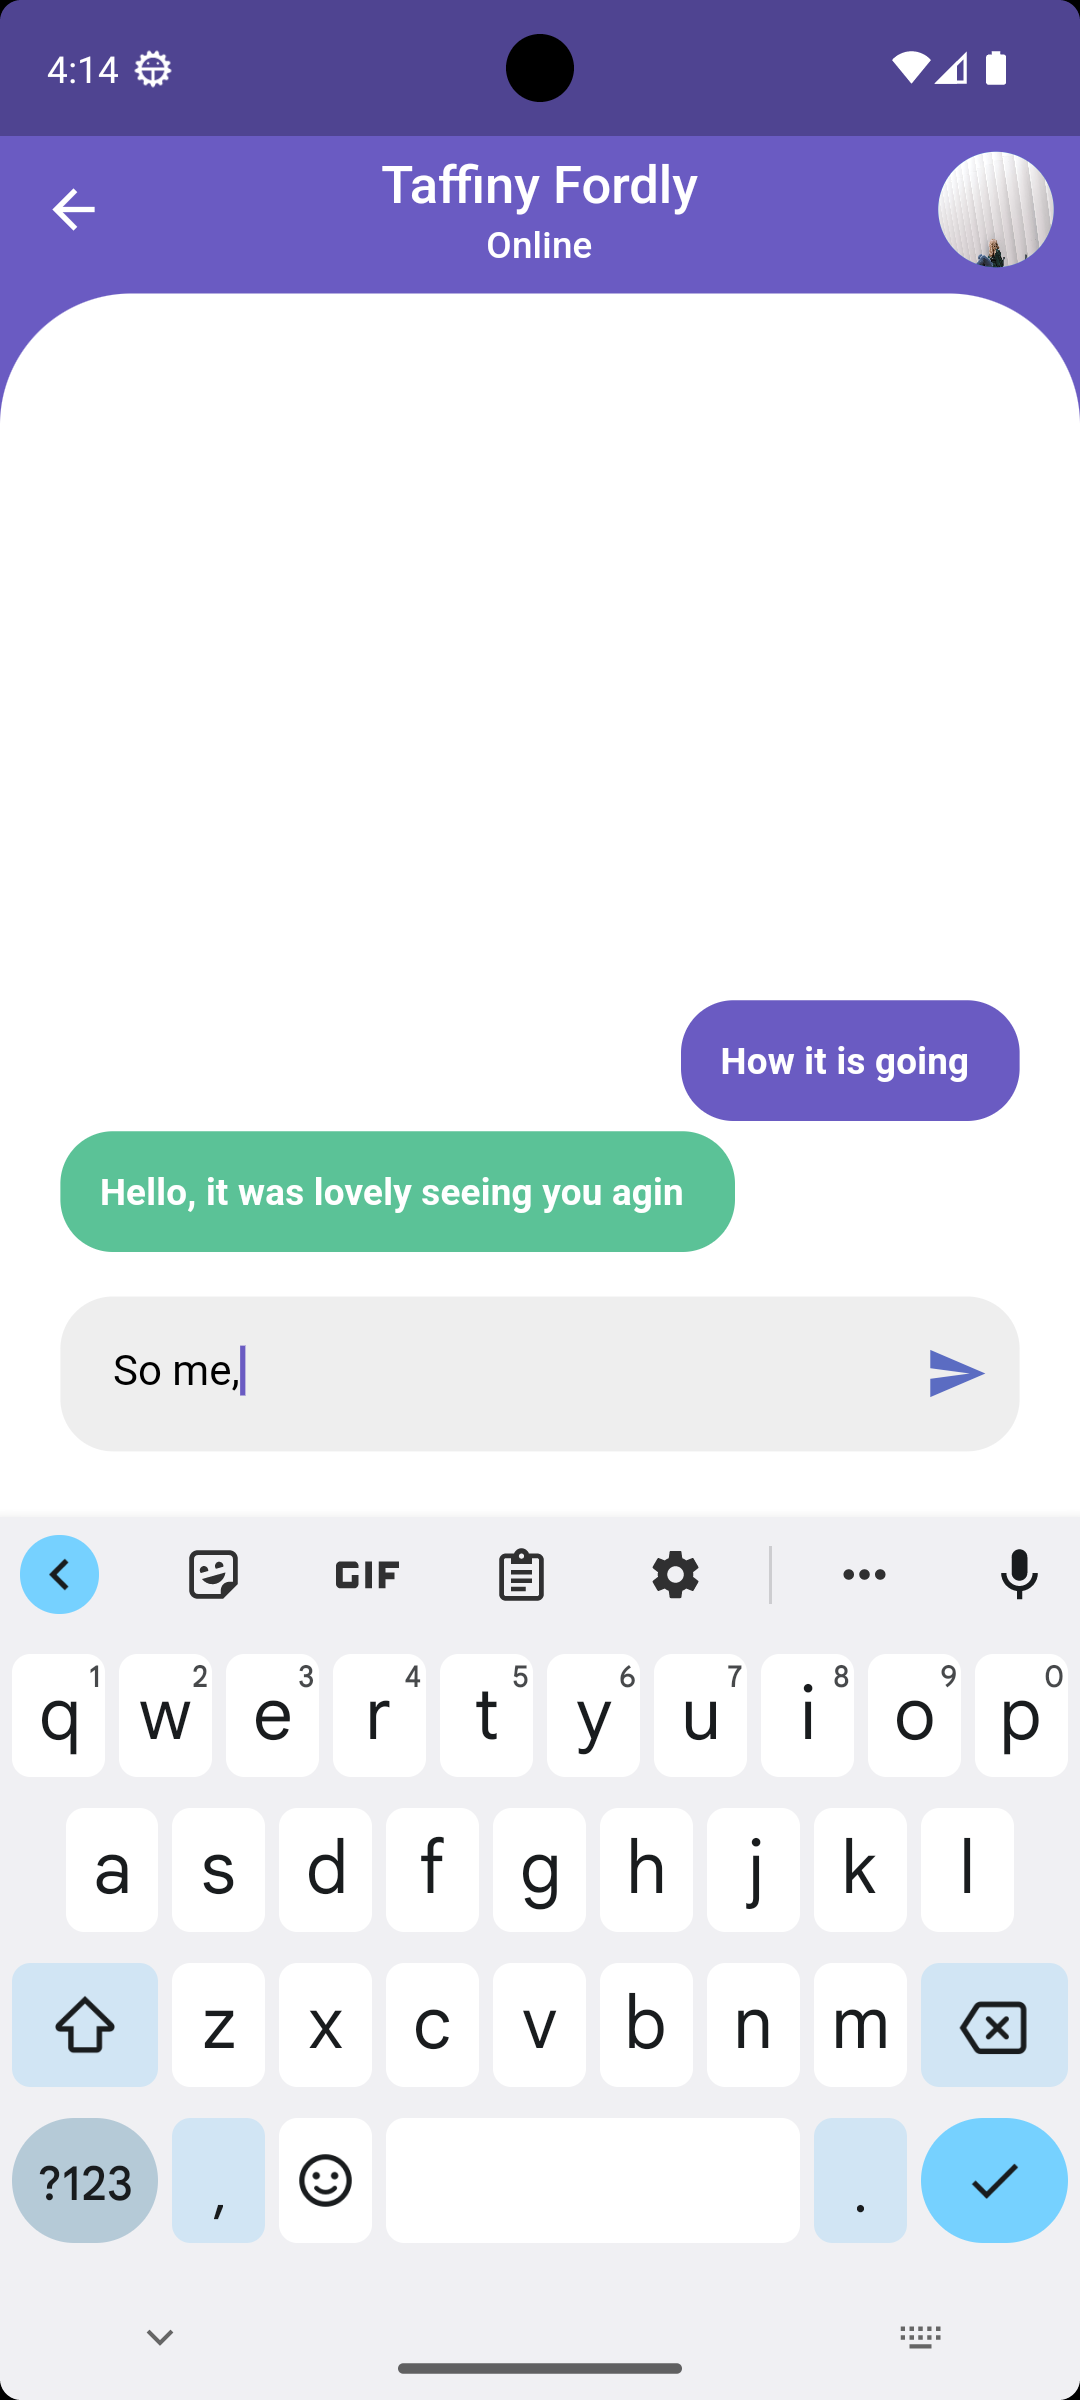 4:14
Taffiny Fordly
Online
How it is going
Hello, it was lovely seeing you agin
So me,
GIF
q 1 w 2 e 3 r 4 t 5 y 6 u 7 i 8 o 9 p 0
a s d f g h j k l
z x c v b n m
?123 , .